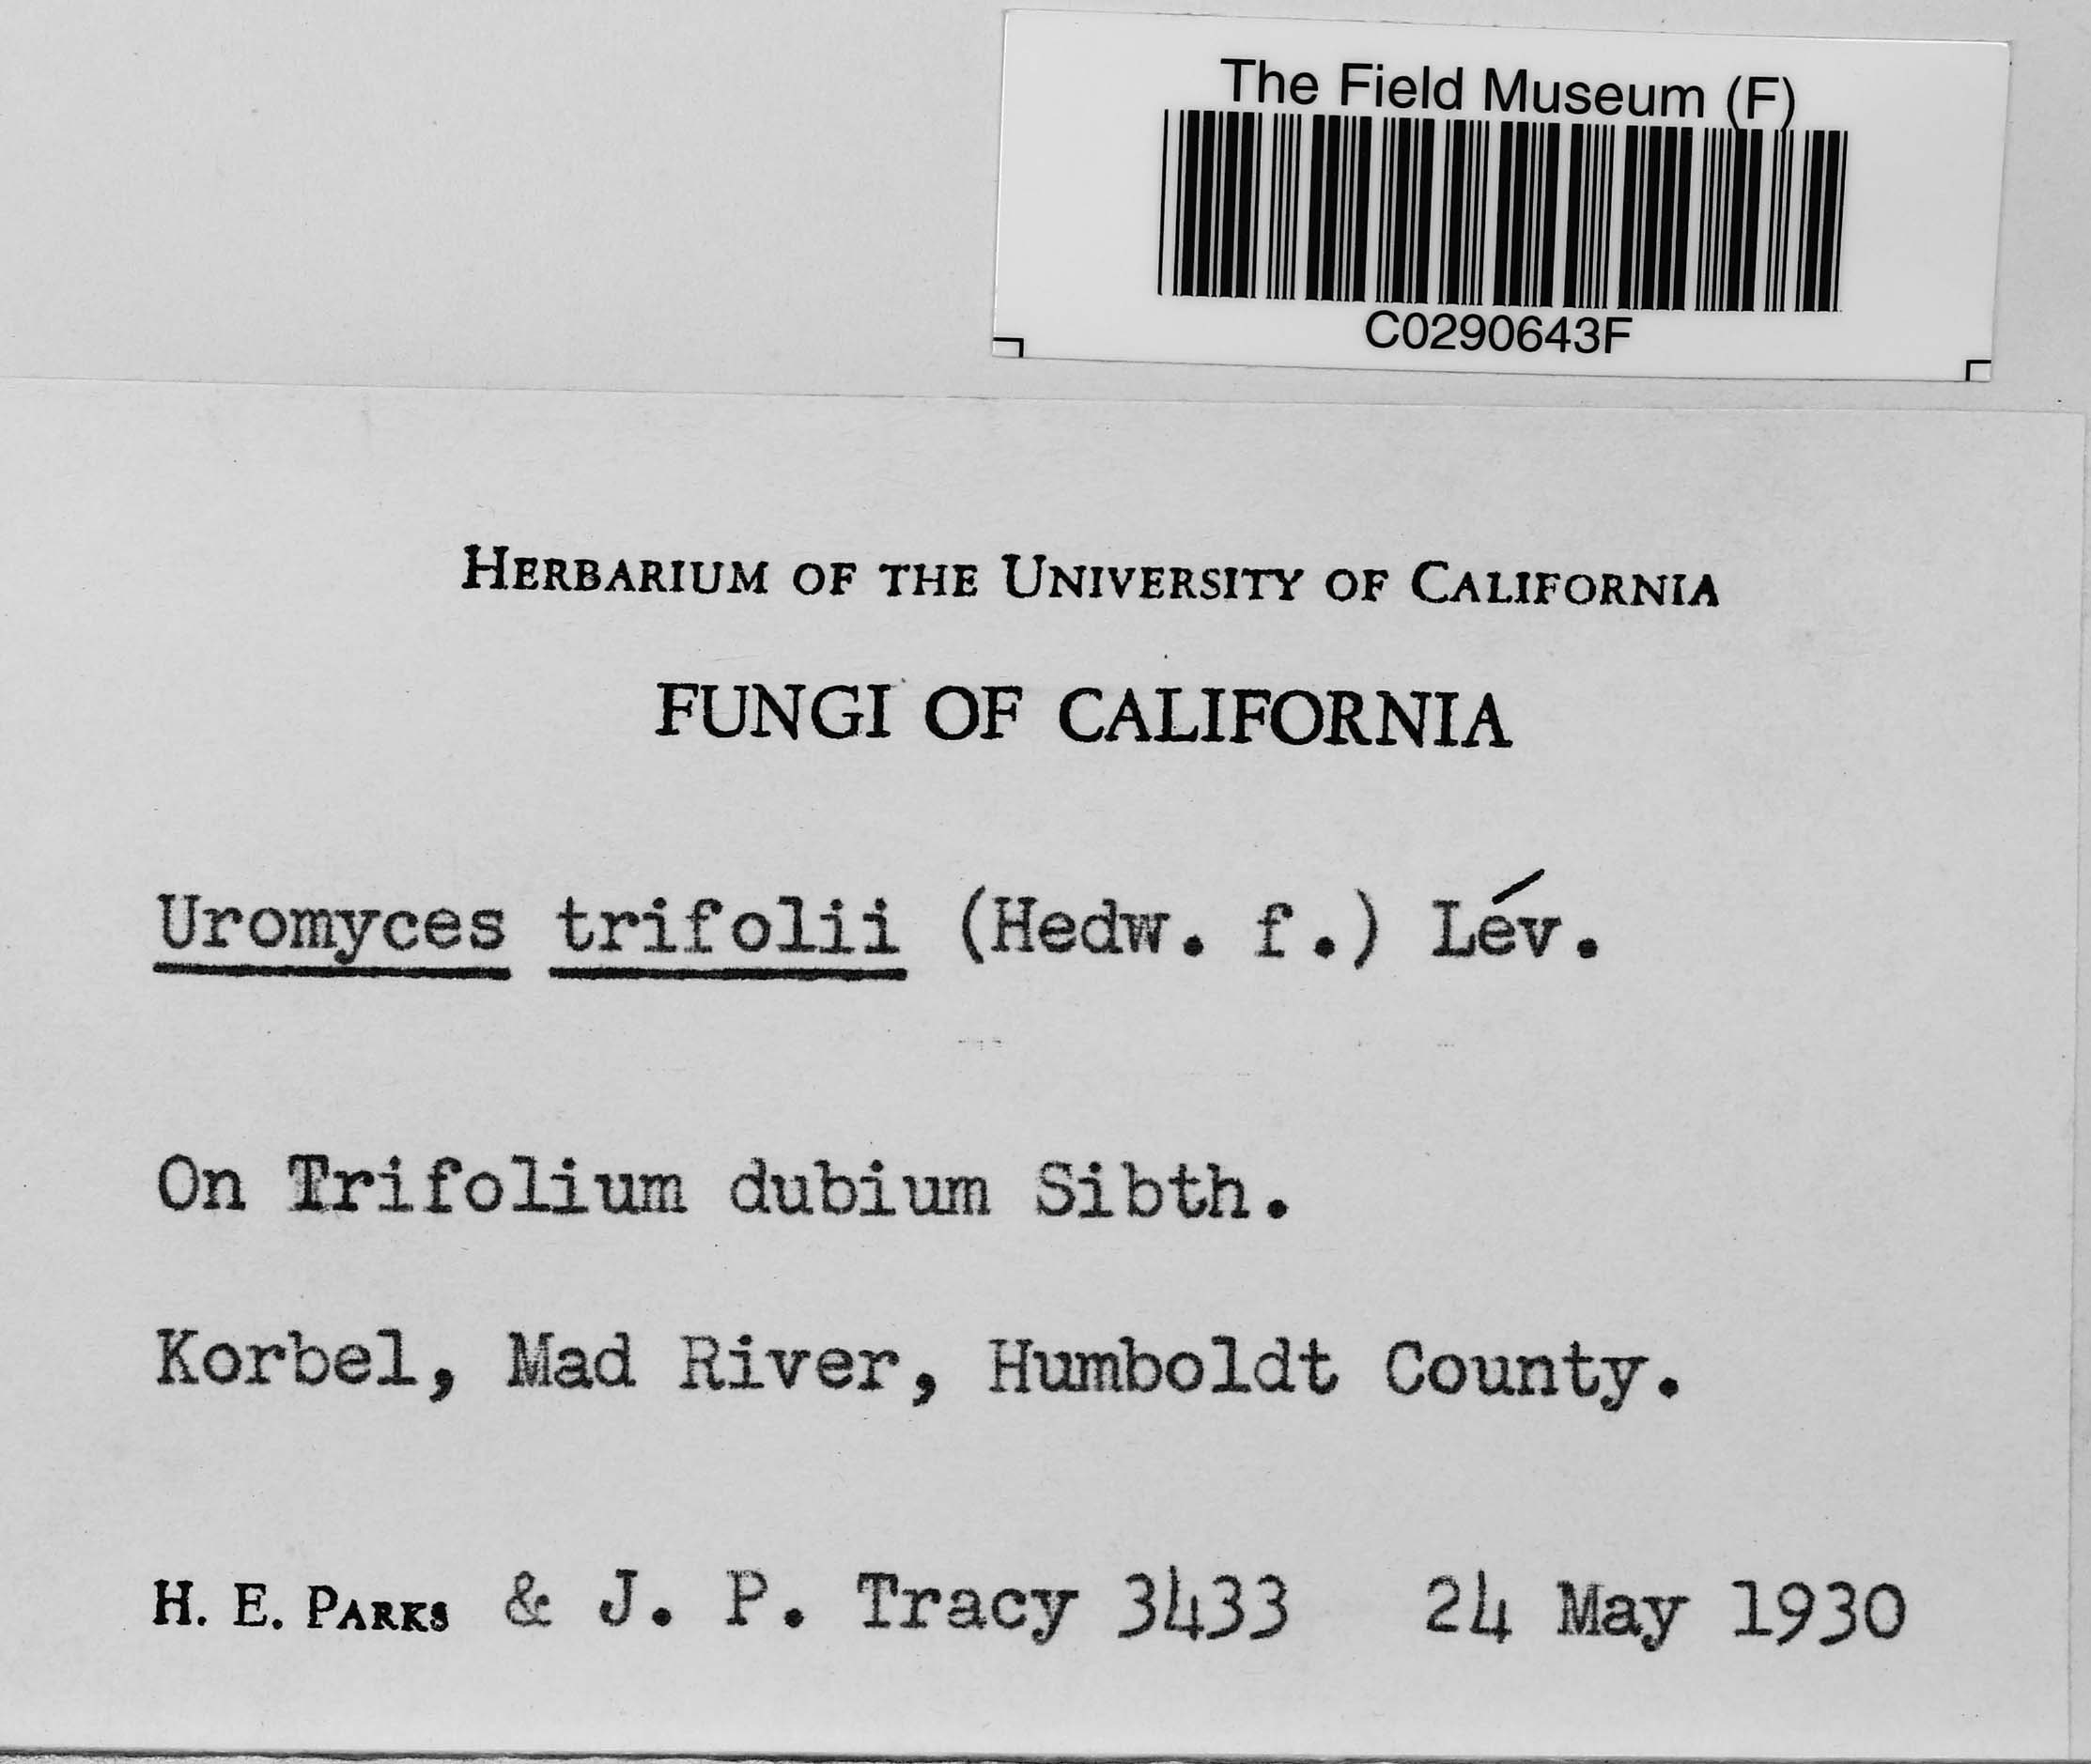 The Field Museum (F)
C0290643F
HERBARIUM OF THE UNIVERSITY OF CALIFORNIA
FUNGI OF CALIFORNIA
Uromyces trifolii (Hedw. f.) Lév.
On Trifolium dubium Sibth.
Korbel, Mad River, Humboldt County.
H. E. PARKS & J. P. Tracy 3433 24 May 1930